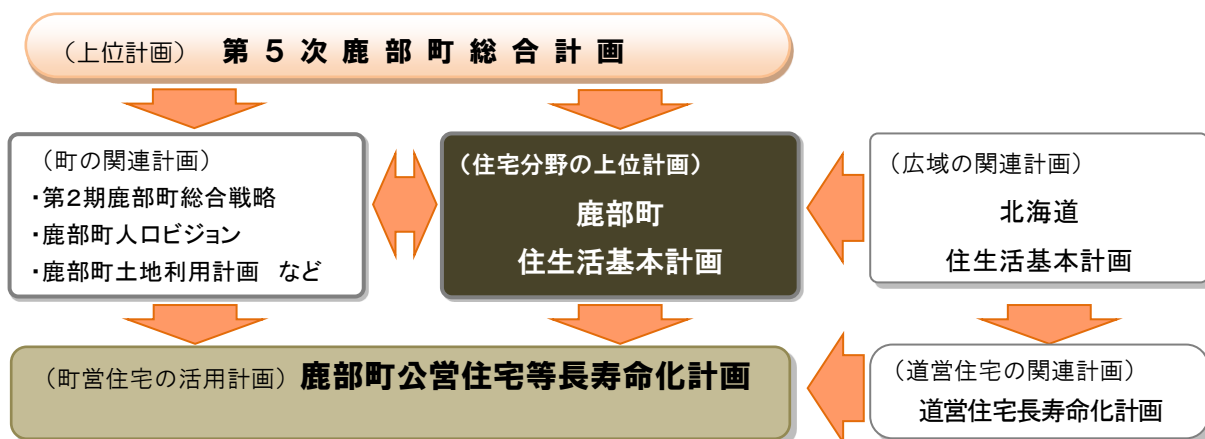 (上位計画) 第5次鹿部町総合計画
(町の関連計画)
・第2期鹿部町総合戦略
・鹿部町人口ビジョン
・鹿部町土地利用計画 など
(住宅分野の上位計画)
鹿部町
住生活基本計画
(広域の関連計画)
北海道
住生活基本計画
(町営住宅の活用計画) 鹿部町公営住宅等長寿命化計画
(道営住宅の関連計画)
道営住宅長寿命化計画